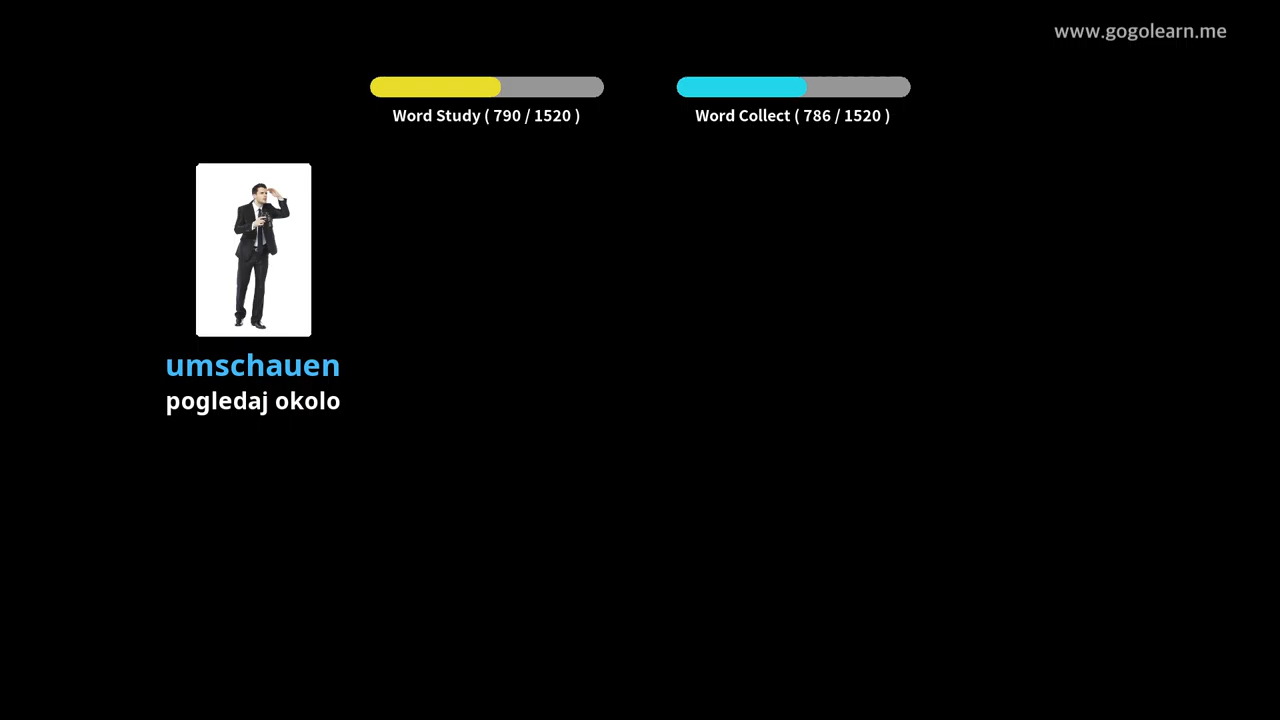 www.gogolearn.me
Word Study ( 790 / 1520 )
Word Collect ( 786 / 1520 )
umschauen
pogledaj okolo